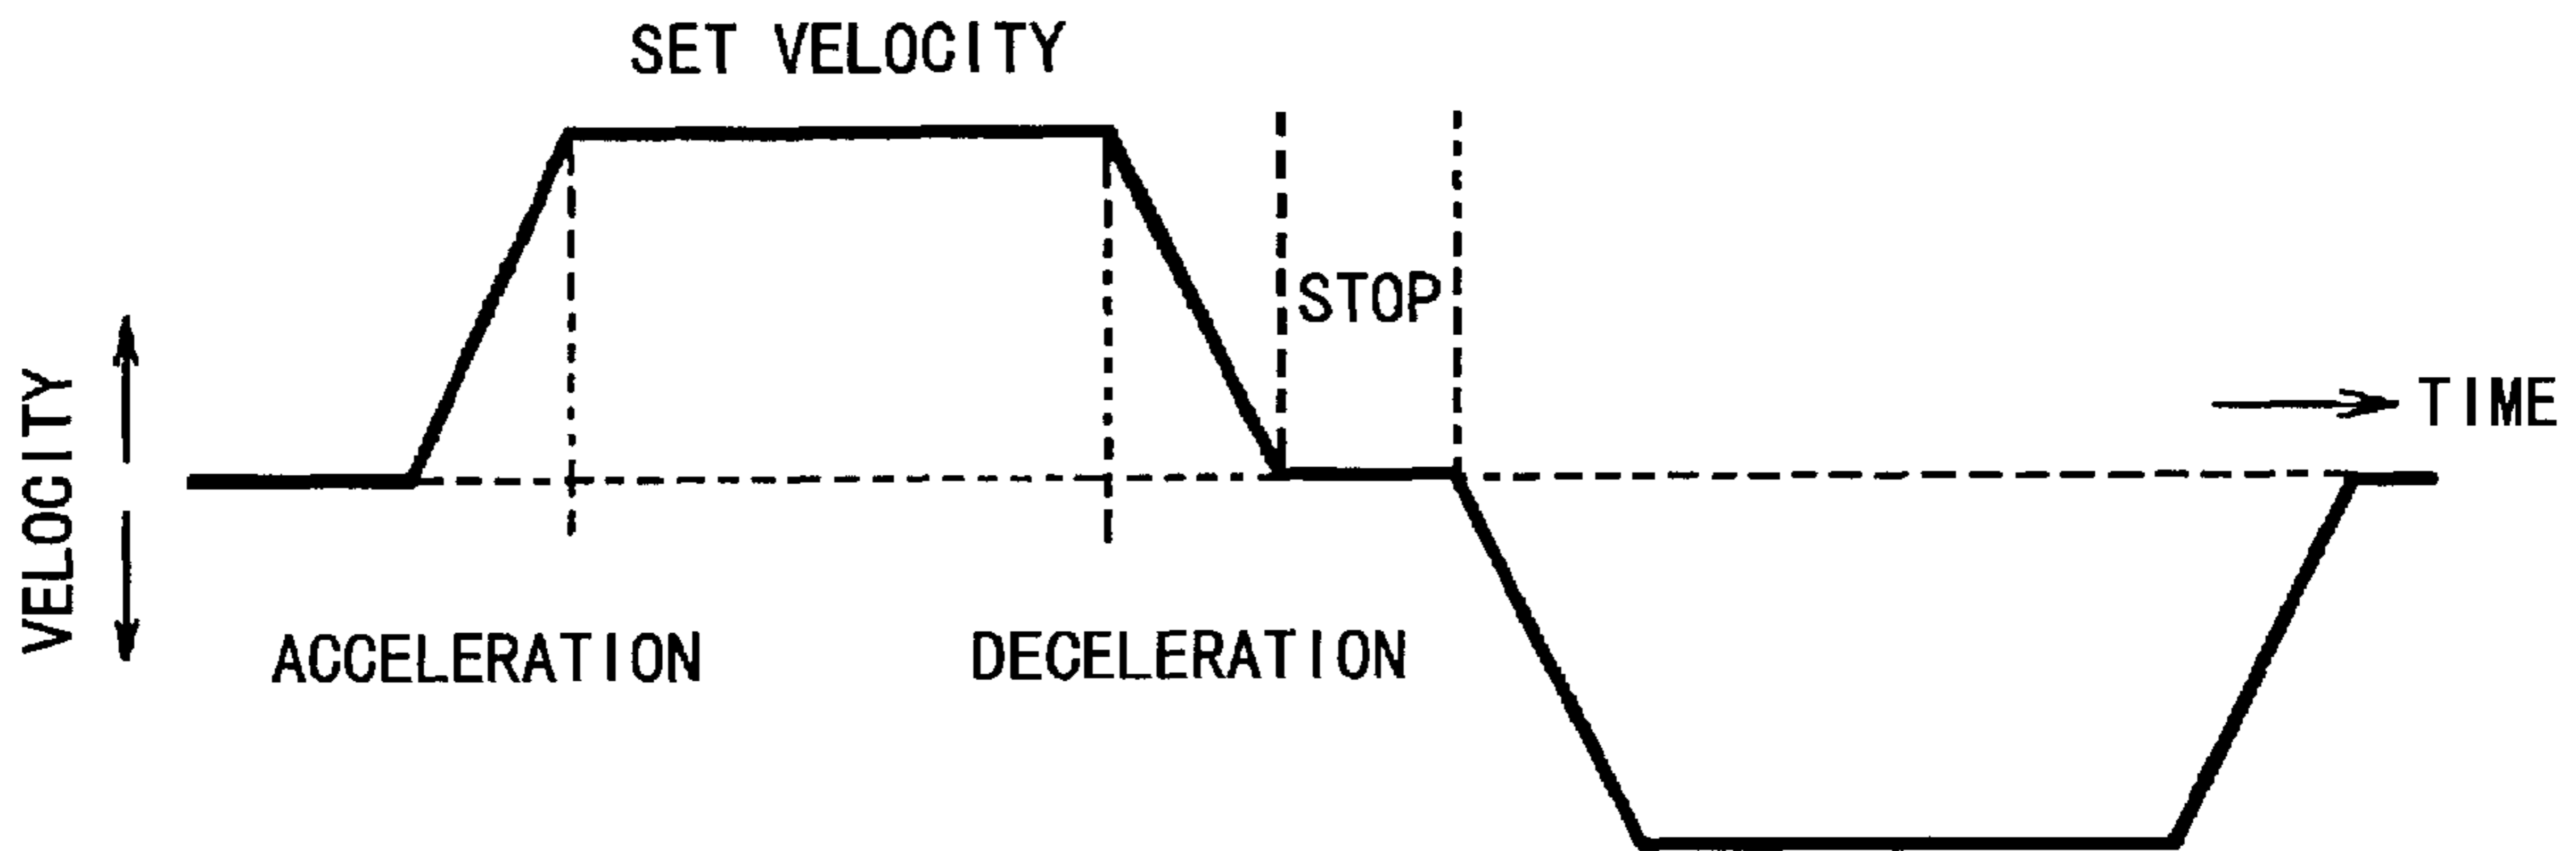 SET VELOCITY
STOP
TIME
VELOCITY
ACCELERATION
DECELERATION